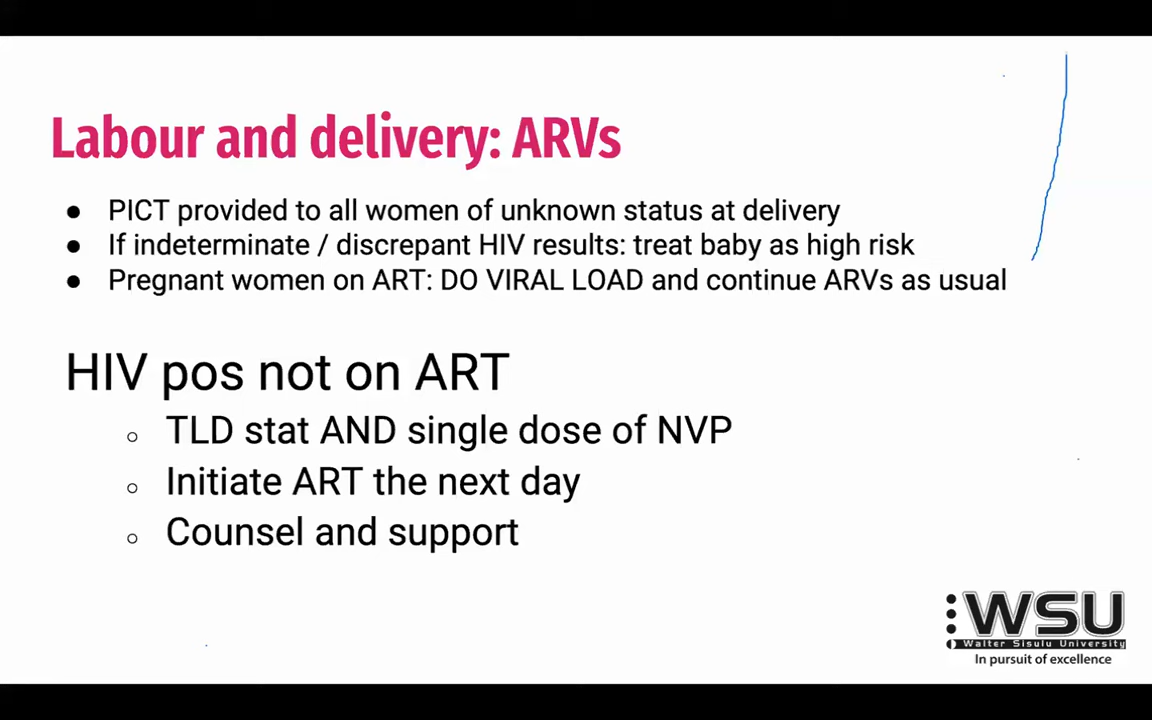 Labour and delivery: ARVs
● PICT provided to all women of unknown status at delivery
● If indeterminate / discrepant HIV results: treat baby as high risk
● Pregnant women on ART: DO VIRAL LOAD and continue ARVs as usual
HIV pos not on ART
○ TLD stat AND single dose of NVP
○ Initiate ART the next day
○ Counsel and support
WSU
Walter Sisulu University
In pursuit of excellence